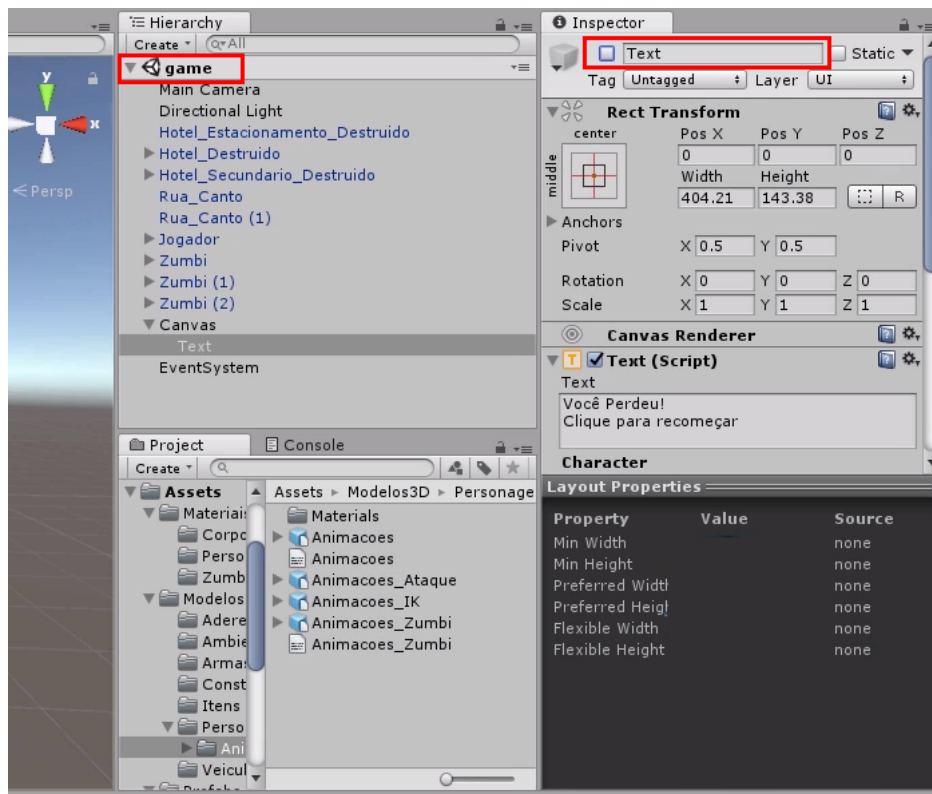 Hierarchy
Create
All
game
Main Camera
Directional Light
Hotel_Estacionamento_Destruido
Hotel_Destruido
Hotel_Secundario_Destruido
Rua_Canto
Rua_Canto (1)
Jogador
Zumbi
Zumbi (1)
Zumbi (2)
Canvas
Text
EventSystem
y
x
Persp
Project
Console
Create
Assets
Materiais
Corpo
Perso
Zumb
Modelos
Adere
Ambie
Armas
Const
Itens
Perso
Ani
Veicul
Assets ▸ Modelos3D ▸ Personage
Materials
Animacoes
Animacoes
Animacoes_Ataque
Animacoes_IK
Animacoes_Zumbi
Animacoes_Zumbi
Inspector
Text
Static
Tag Untagged Layer UI
Rect Transform
center
middle
Pos X Pos Y Pos Z
0 0 0
Width Height
404.21 143.38 R
Anchors
Pivot X 0.5 Y 0.5
Rotation X 0 Y 0 Z 0
Scale X 1 Y 1 Z 1
Canvas Renderer
Text (Script)
Text
Você Perdeu!
Clique para recomeçar
Character
Layout Properties
Property Value Source
Min Width none
Min Height none
Preferred Widtl none
Preferred Heigl none
Flexible Width none
Flexible Height none